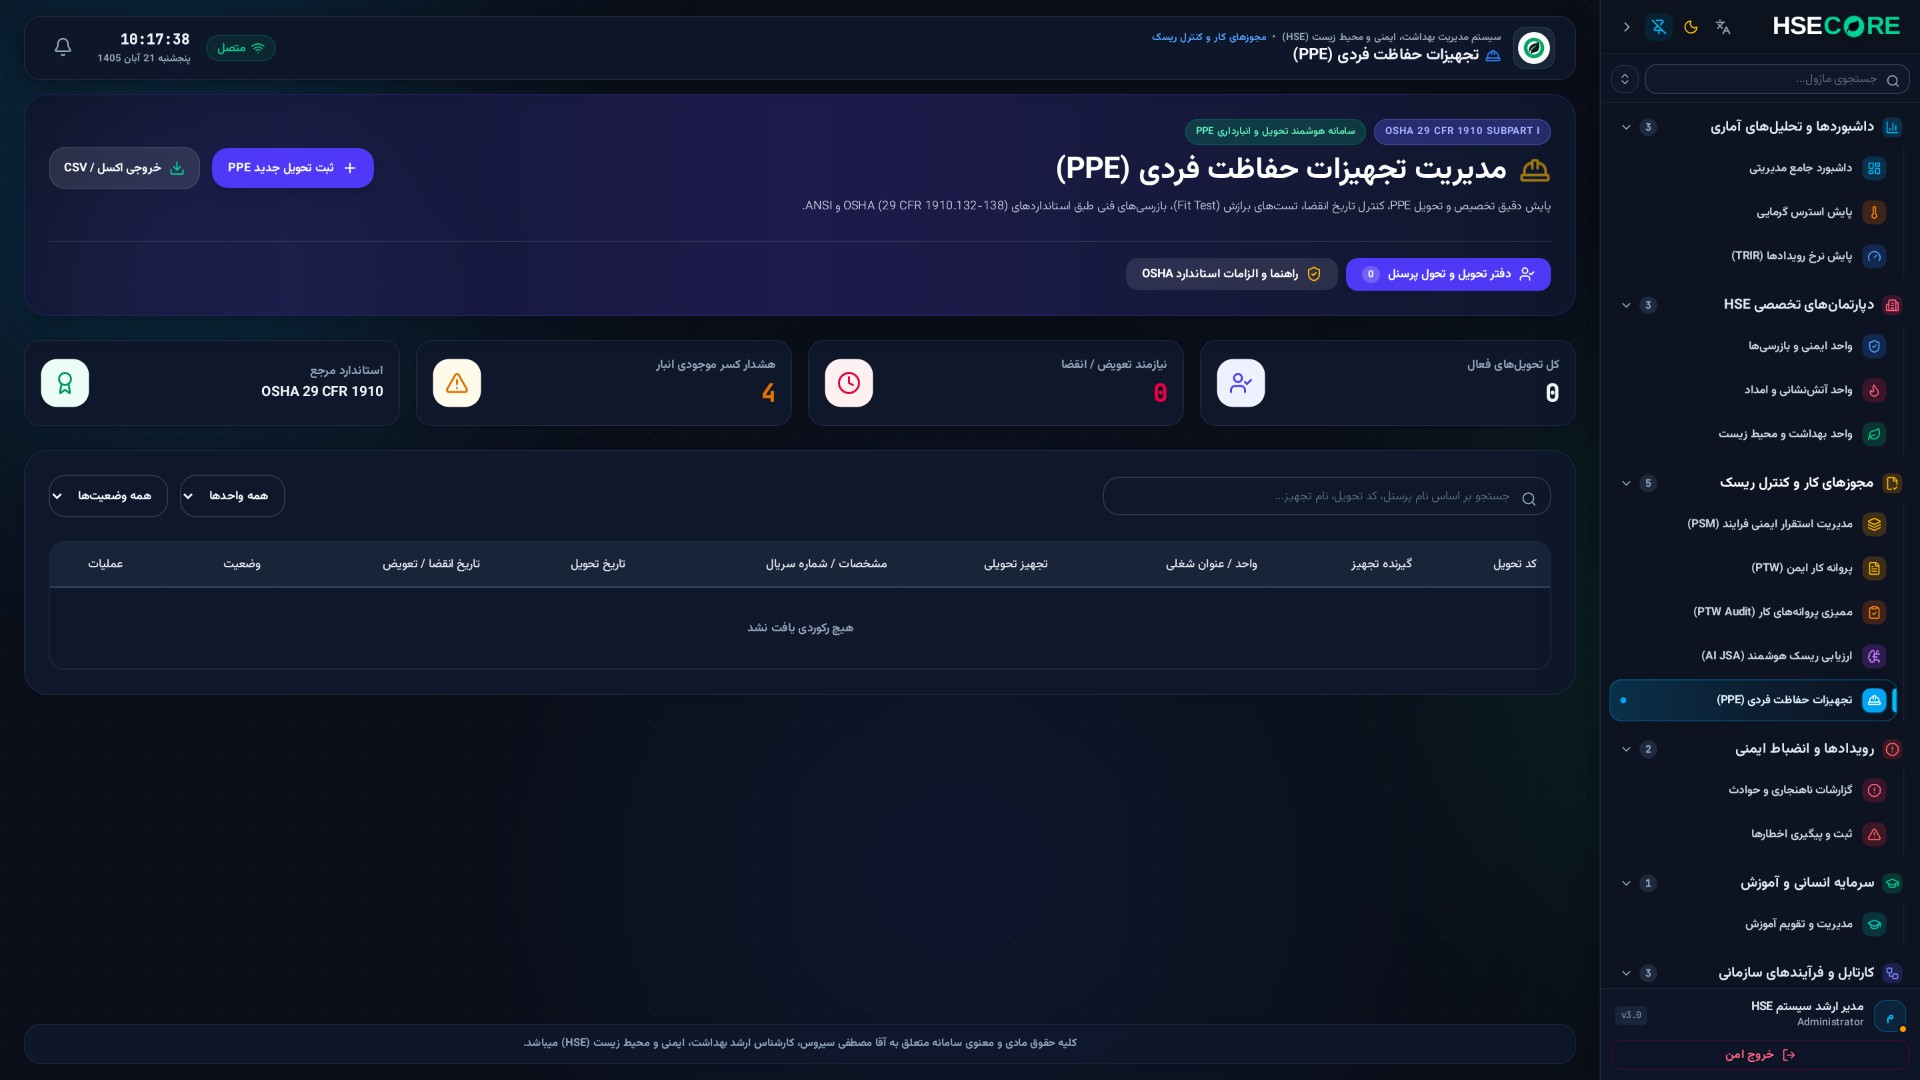 HSECORE
جستجوی ماژول...
داشبوردها و تحلیل‌های آماری 3
داشبورد جامع مدیریتی
پایش استرس گرمایی
پایش نرخ رویدادها (TRIR)
دپارتمان‌های تخصصی HSE 3
واحد ایمنی و بازرسی‌ها
واحد آتش‌نشانی و امداد
واحد بهداشت و محیط زیست
مجوزهای کار و کنترل ریسک 5
مدیریت استقرار ایمنی فرایند (PSM)
پروانه کار ایمن (PTW)
ممیزی پروانه‌های کار (PTW Audit)
ارزیابی ریسک هوشمند (AI JSA)
تجهیزات حفاظت فردی (PPE)
رویدادها و انضباط ایمنی 2
گزارشات ناهنجاری و حوادث
ثبت و پیگیری اخطارها
سرمایه انسانی و آموزش 1
مدیریت و تقویم آموزش
کارتابل و فرآیندهای سازمانی 3
م
مدیر ارشد سیستم HSE
Administrator
v3.0
خروج امن
سیستم مدیریت بهداشت، ایمنی و محیط زیست (HSE) • مجوزهای کار و کنترل ریسک
تجهیزات حفاظت فردی (PPE)
متصل
10:17:38
پنجشنبه 21 آبان 1405
OSHA 29 CFR 1910 SUBPART I
سامانه هوشمند تحویل و انبارداری PPE
مدیریت تجهیزات حفاظت فردی (PPE)
پایش دقیق تخصیص و تحویل PPE، کنترل تاریخ انقضا، تست‌های برازش (Fit Test)، بازرسی‌های فنی طبق استانداردهای OSHA (29 CFR 1910.132-138) و ANSI.
ثبت تحویل جدید PPE
خروجی اکسل / CSV
دفتر تحویل و تحول پرسنل 0
راهنما و الزامات استاندارد OSHA
کل تحویل‌های فعال
0
نیازمند تعویض / انقضا
0
هشدار کسر موجودی انبار
4
استاندارد مرجع
OSHA 29 CFR 1910
جستجو بر اساس نام پرسنل، کد تحویل، نام تجهیز...
همه واحدها
همه وضعیت‌ها
کد تحویل
گیرنده تجهیز
واحد / عنوان شغلی
تجهیز تحویلی
مشخصات / شماره سریال
تاریخ تحویل
تاریخ انقضا / تعویض
وضعیت
عملیات
هیچ رکوردی یافت نشد
کلیه حقوق مادی و معنوی سامانه متعلق به آقا مصطفی سیروس، کارشناس ارشد بهداشت، ایمنی و محیط زیست (HSE) میباشد.